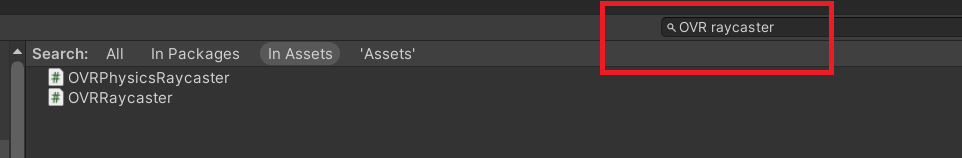 OVR raycaster
Search: All In Packages In Assets 'Assets'
OVRPhysicsRaycaster
OVRRaycaster